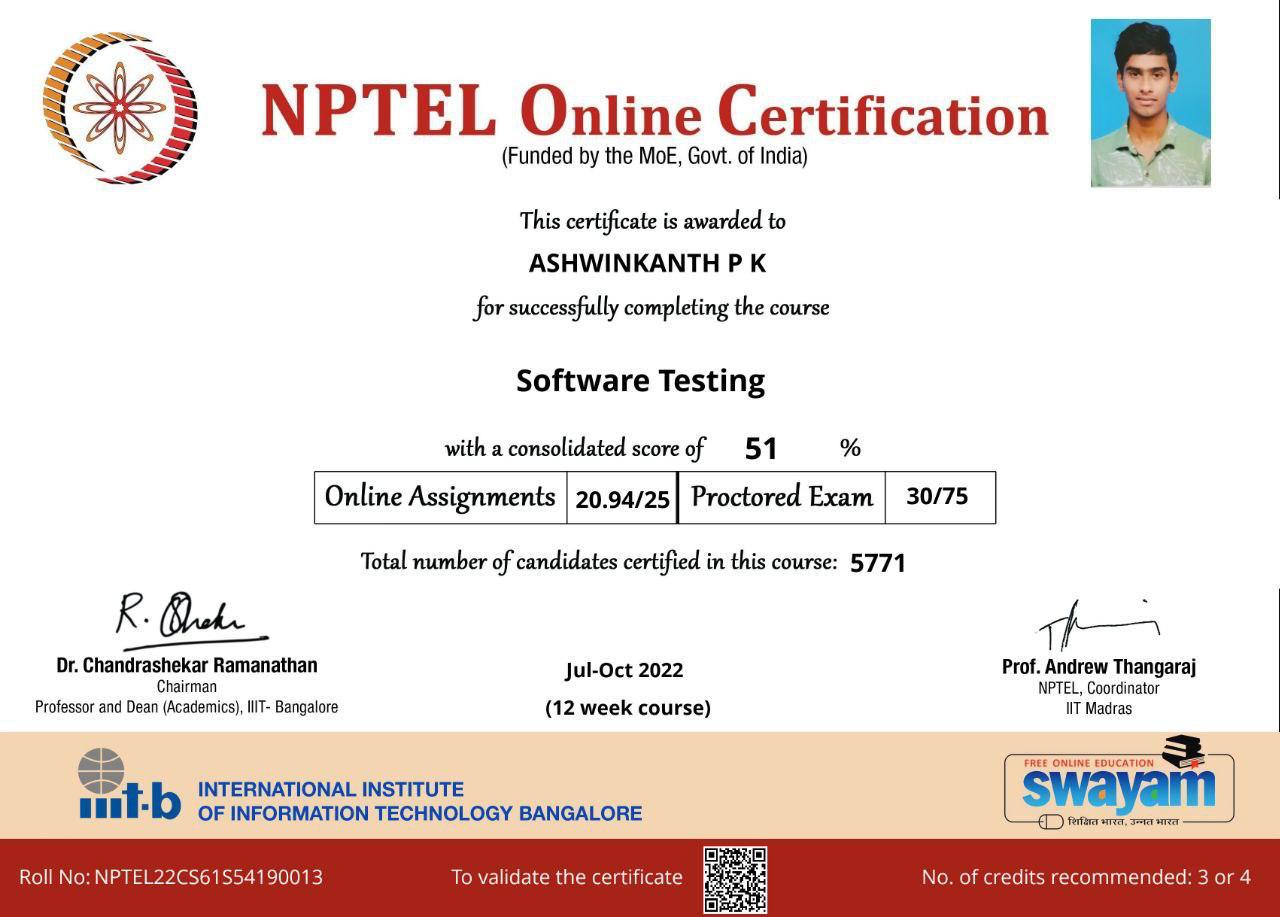 NPTEL Online Certification
(Funded by the MoE, Govt. of India)
This certificate is awarded to
ASHWINKANTH P K
for successfully completing the course
Software Testing
with a consolidated score of 51 %
Online Assignments 20.94/25 Proctored Exam 30/75
Total number of candidates certified in this course: 5771
R. Shekr
Dr. Chandrashekar Ramanathan
Chairman
Professor and Dean (Academics), IIIT- Bangalore
Jul-Oct 2022
(12 week course)
Prof. Andrew Thangaraj
NPTEL, Coordinator
IIT Madras
iiit-b
INTERNATIONAL INSTITUTE
OF INFORMATION TECHNOLOGY BANGALORE
FREE ONLINE EDUCATION
swayam
शिक्षित भारत, उन्नत भारत
Roll No: NPTEL22CS61S54190013
To validate the certificate
No. of credits recommended: 3 or 4